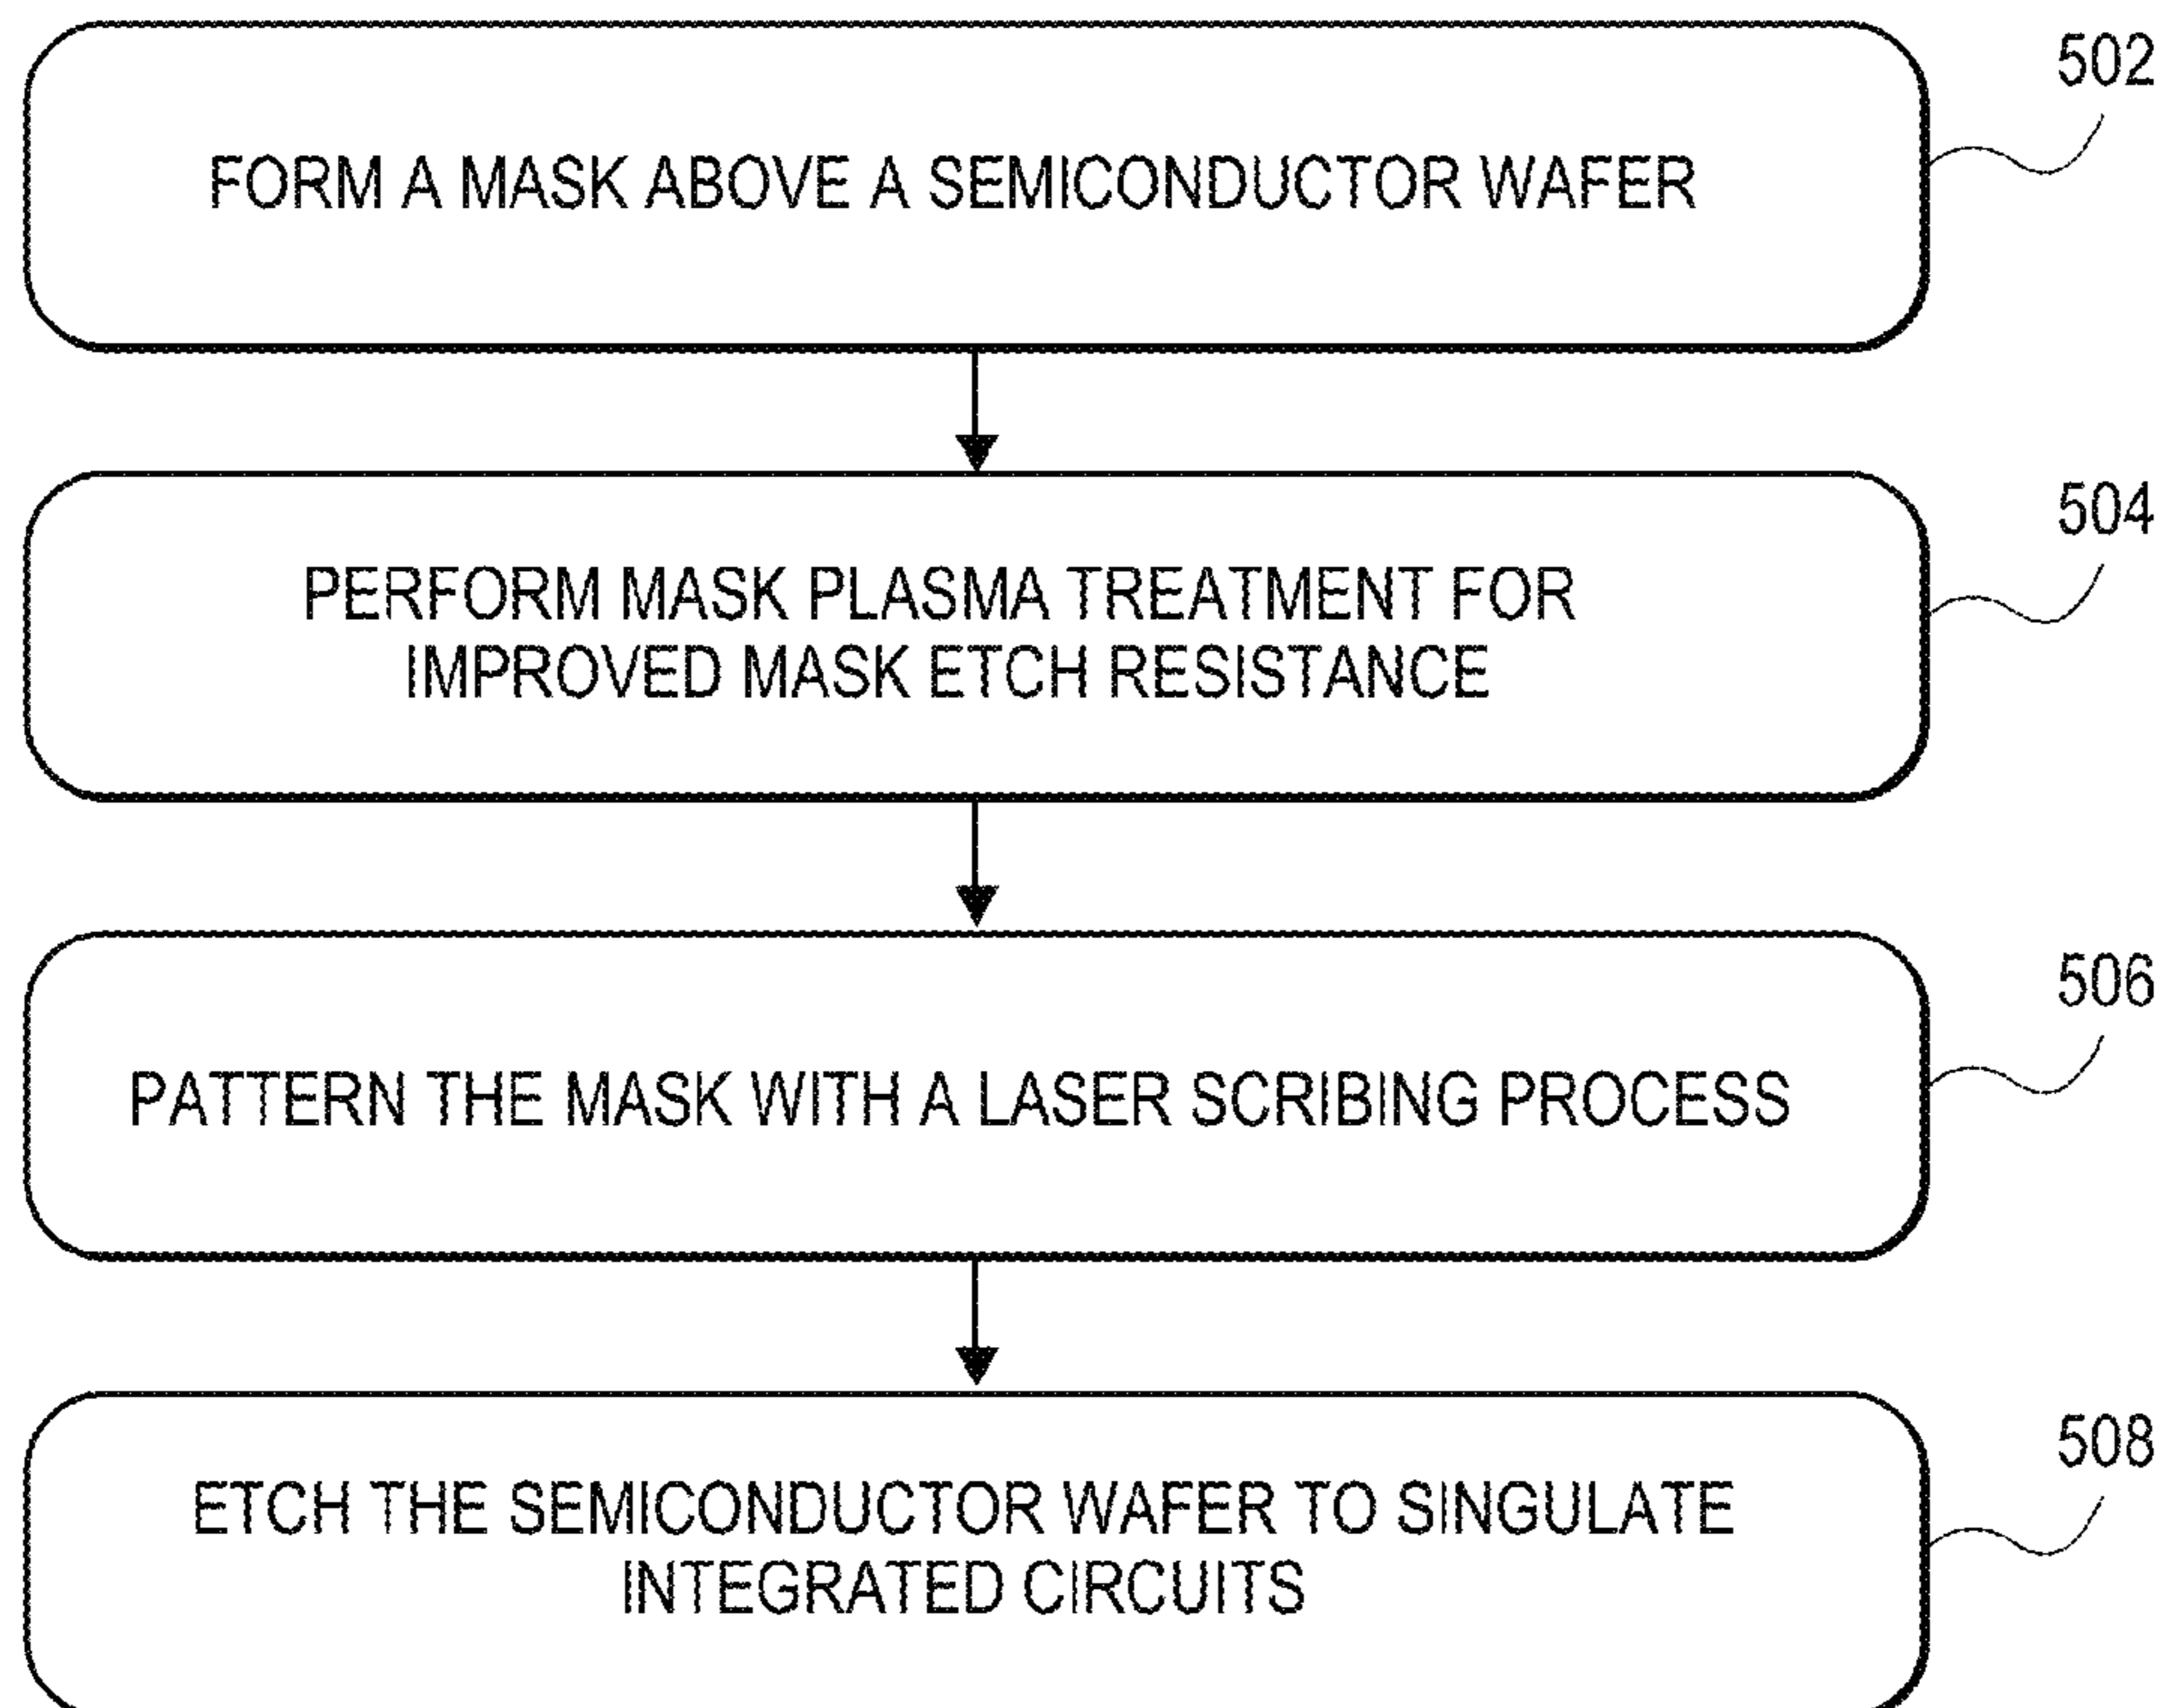 502
FORM A MASK ABOVE A SEMICONDUCTOR WAFER
504
PERFORM MASK PLASMA TREATMENT FOR
IMPROVED MASK ETCH RESISTANCE
506
PATTERN THE MASK WITH A LASER SCRIBING PROCESS
508
ETCH THE SEMICONDUCTOR WAFER TO SINGULATE
INTEGRATED CIRCUITS